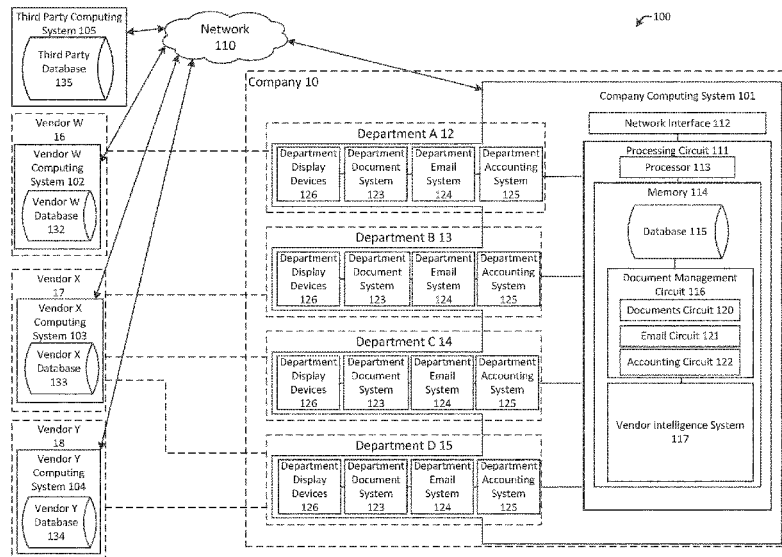 100
Third Party Computing
System 105
Third Party
Database
135
Network
110
Vendor W
16
Vendor W
Computing
System 102
Vendor W
Database
132
Vendor X
17
Vendor X
Computing
System 103
Vendor X
Database
133
Vendor Y
18
Vendor Y
Computing
System 104
Vendor Y
Database
134
Company 10
Department A 12
Department
Display
Devices
126
Department
Document
System
123
Department
Email
System
124
Department
Accounting
System
125
Department B 13
Department
Display
Devices
126
Department
Document
System
123
Department
Email
System
124
Department
Accounting
System
125
Department C 14
Department
Display
Devices
126
Department
Document
System
123
Department
Email
System
124
Department
Accounting
System
125
Department D 15
Department
Display
Devices
126
Department
Document
System
123
Department
Email
System
124
Department
Accounting
System
125
Company Computing System 101
Network Interface 112
Processing Circuit 111
Processor 113
Memory 114
Database 115
Document Management
Circuit 116
Documents Circuit 120
Email Circuit 121
Accounting Circuit 122
Vendor Intelligence System
117